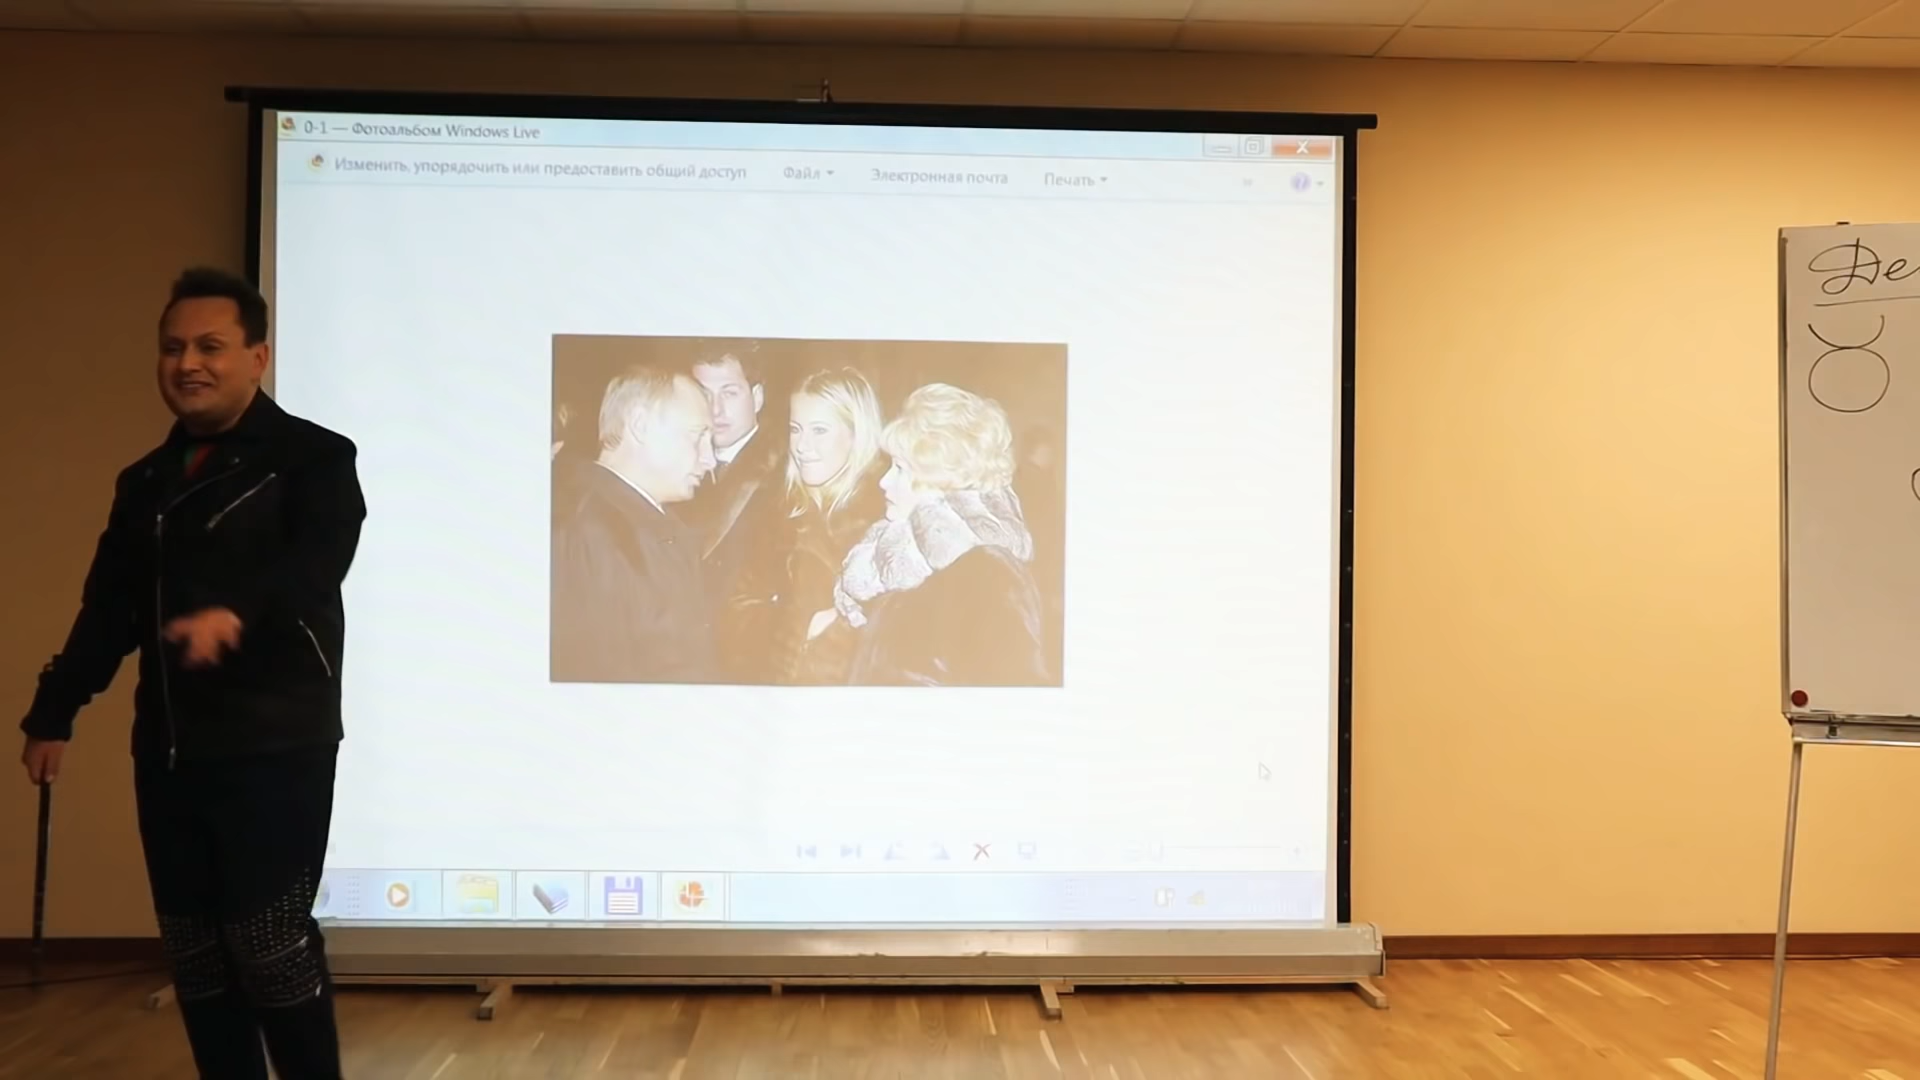 0-1 — Фотоальбом Windows Live
Изменить, упорядочить или предоставить общий доступ Файл Электронная почта Печать